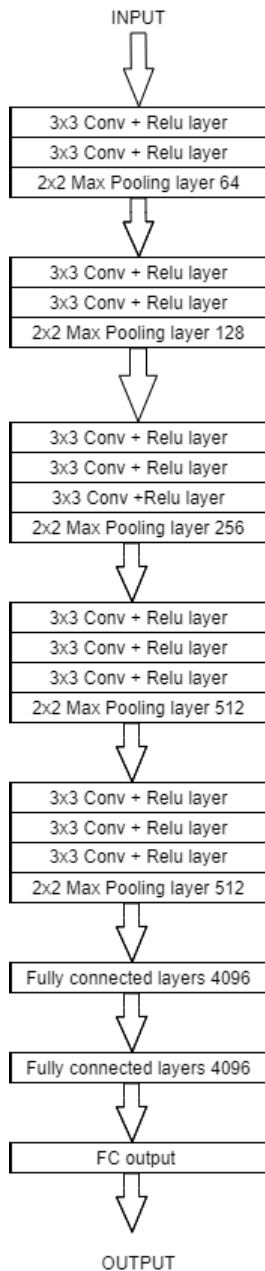 INPUT
3x3 Conv + Relu layer
3x3 Conv + Relu layer
2x2 Max Pooling layer 64
3x3 Conv + Relu layer
3x3 Conv + Relu layer
2x2 Max Pooling layer 128
3x3 Conv + Relu layer
3x3 Conv + Relu layer
3x3 Conv +Relu layer
2x2 Max Pooling layer 256
3x3 Conv + Relu layer
3x3 Conv + Relu layer
3x3 Conv + Relu layer
2x2 Max Pooling layer 512
3x3 Conv + Relu layer
3x3 Conv + Relu layer
3x3 Conv + Relu layer
2x2 Max Pooling layer 512
Fully connected layers 4096
Fully connected layers 4096
FC output
OUTPUT